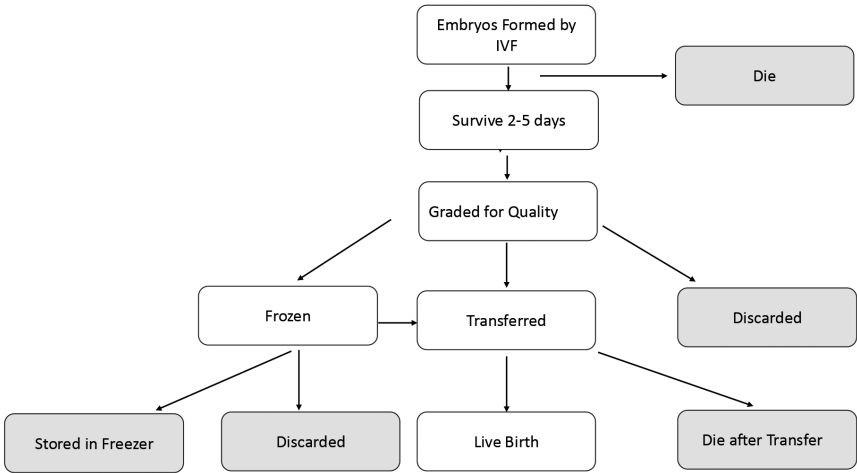 Embryos Formed by
IVF
Die
Survive 2-5 days
Graded for Quality
Frozen
Transferred
Discarded
Stored in Freezer
Discarded
Live Birth
Die after Transfer